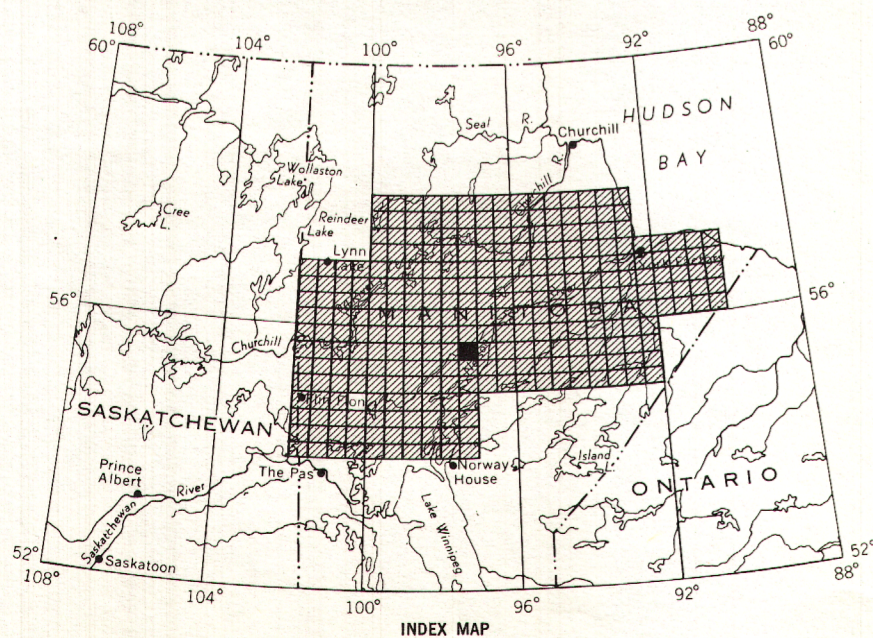 108°
104°
100°
96°
92°
88°
60°
60°
HUDSON
BAY
Seal R.
Churchill
Wollaston
Lake
Cree
L.
Reindeer
Lake
Lynn
Lake
56°
56°
MANITOBA
Churchill
Flin Flon
SASKATCHEWAN
Prince
Albert
River
The Pas
Norway
House
Island
L.
ONTARIO
Saskatchewan
Saskatoon
Lake Winnipeg
52°
52°
108°
104°
100°
96°
92°
88°
INDEX MAP